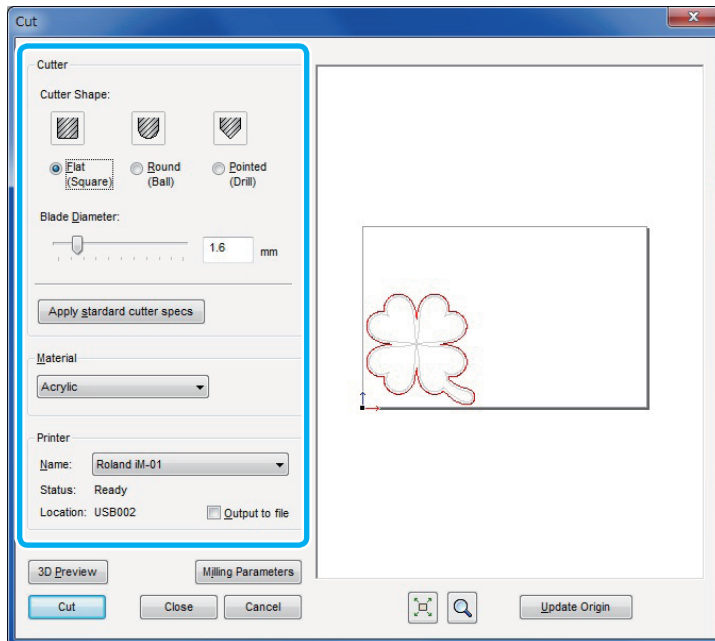 Cut
x
Cutter
Cutter Shape:
Flat
(Square)
Round
(Ball)
Pointed
(Drill)
Blade Diameter:
1.6 mm
Apply stardard cutter specs
Material
Acrylic
Printer
Name: Roland iM-01
Status: Ready
Location: USB002
Output to file
3D Preview
Milling Parameters
Cut
Close
Cancel
Update Origin